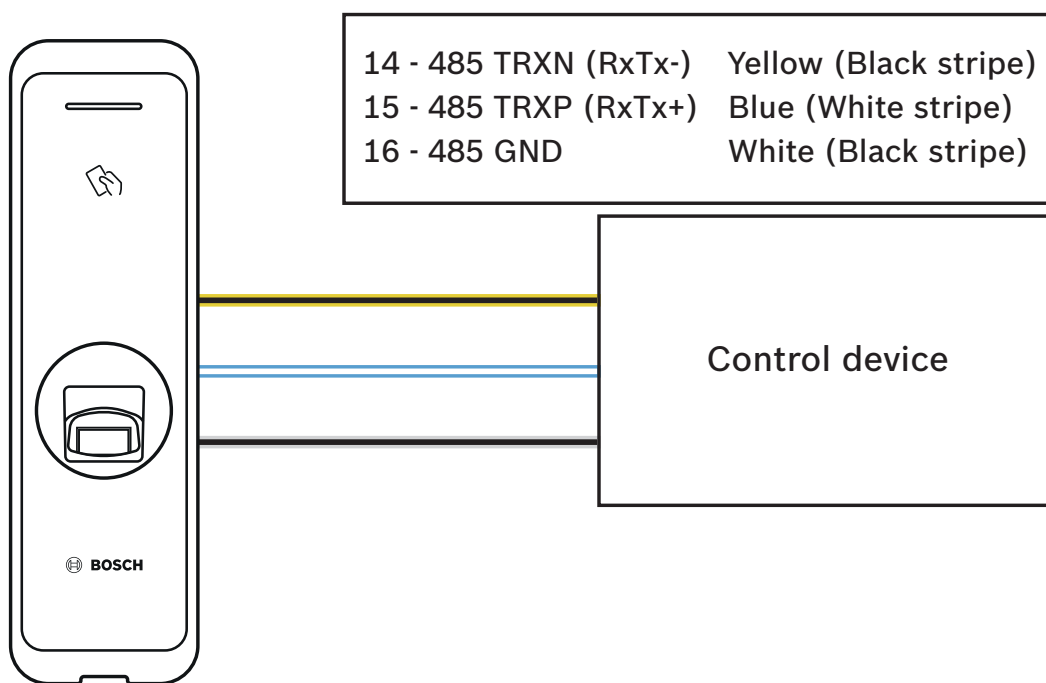 14 - 485 TRXN (RxTx-) Yellow (Black stripe)
15 - 485 TRXP (RxTx+) Blue (White stripe)
16 - 485 GND White (Black stripe)
Control device
BOSCH